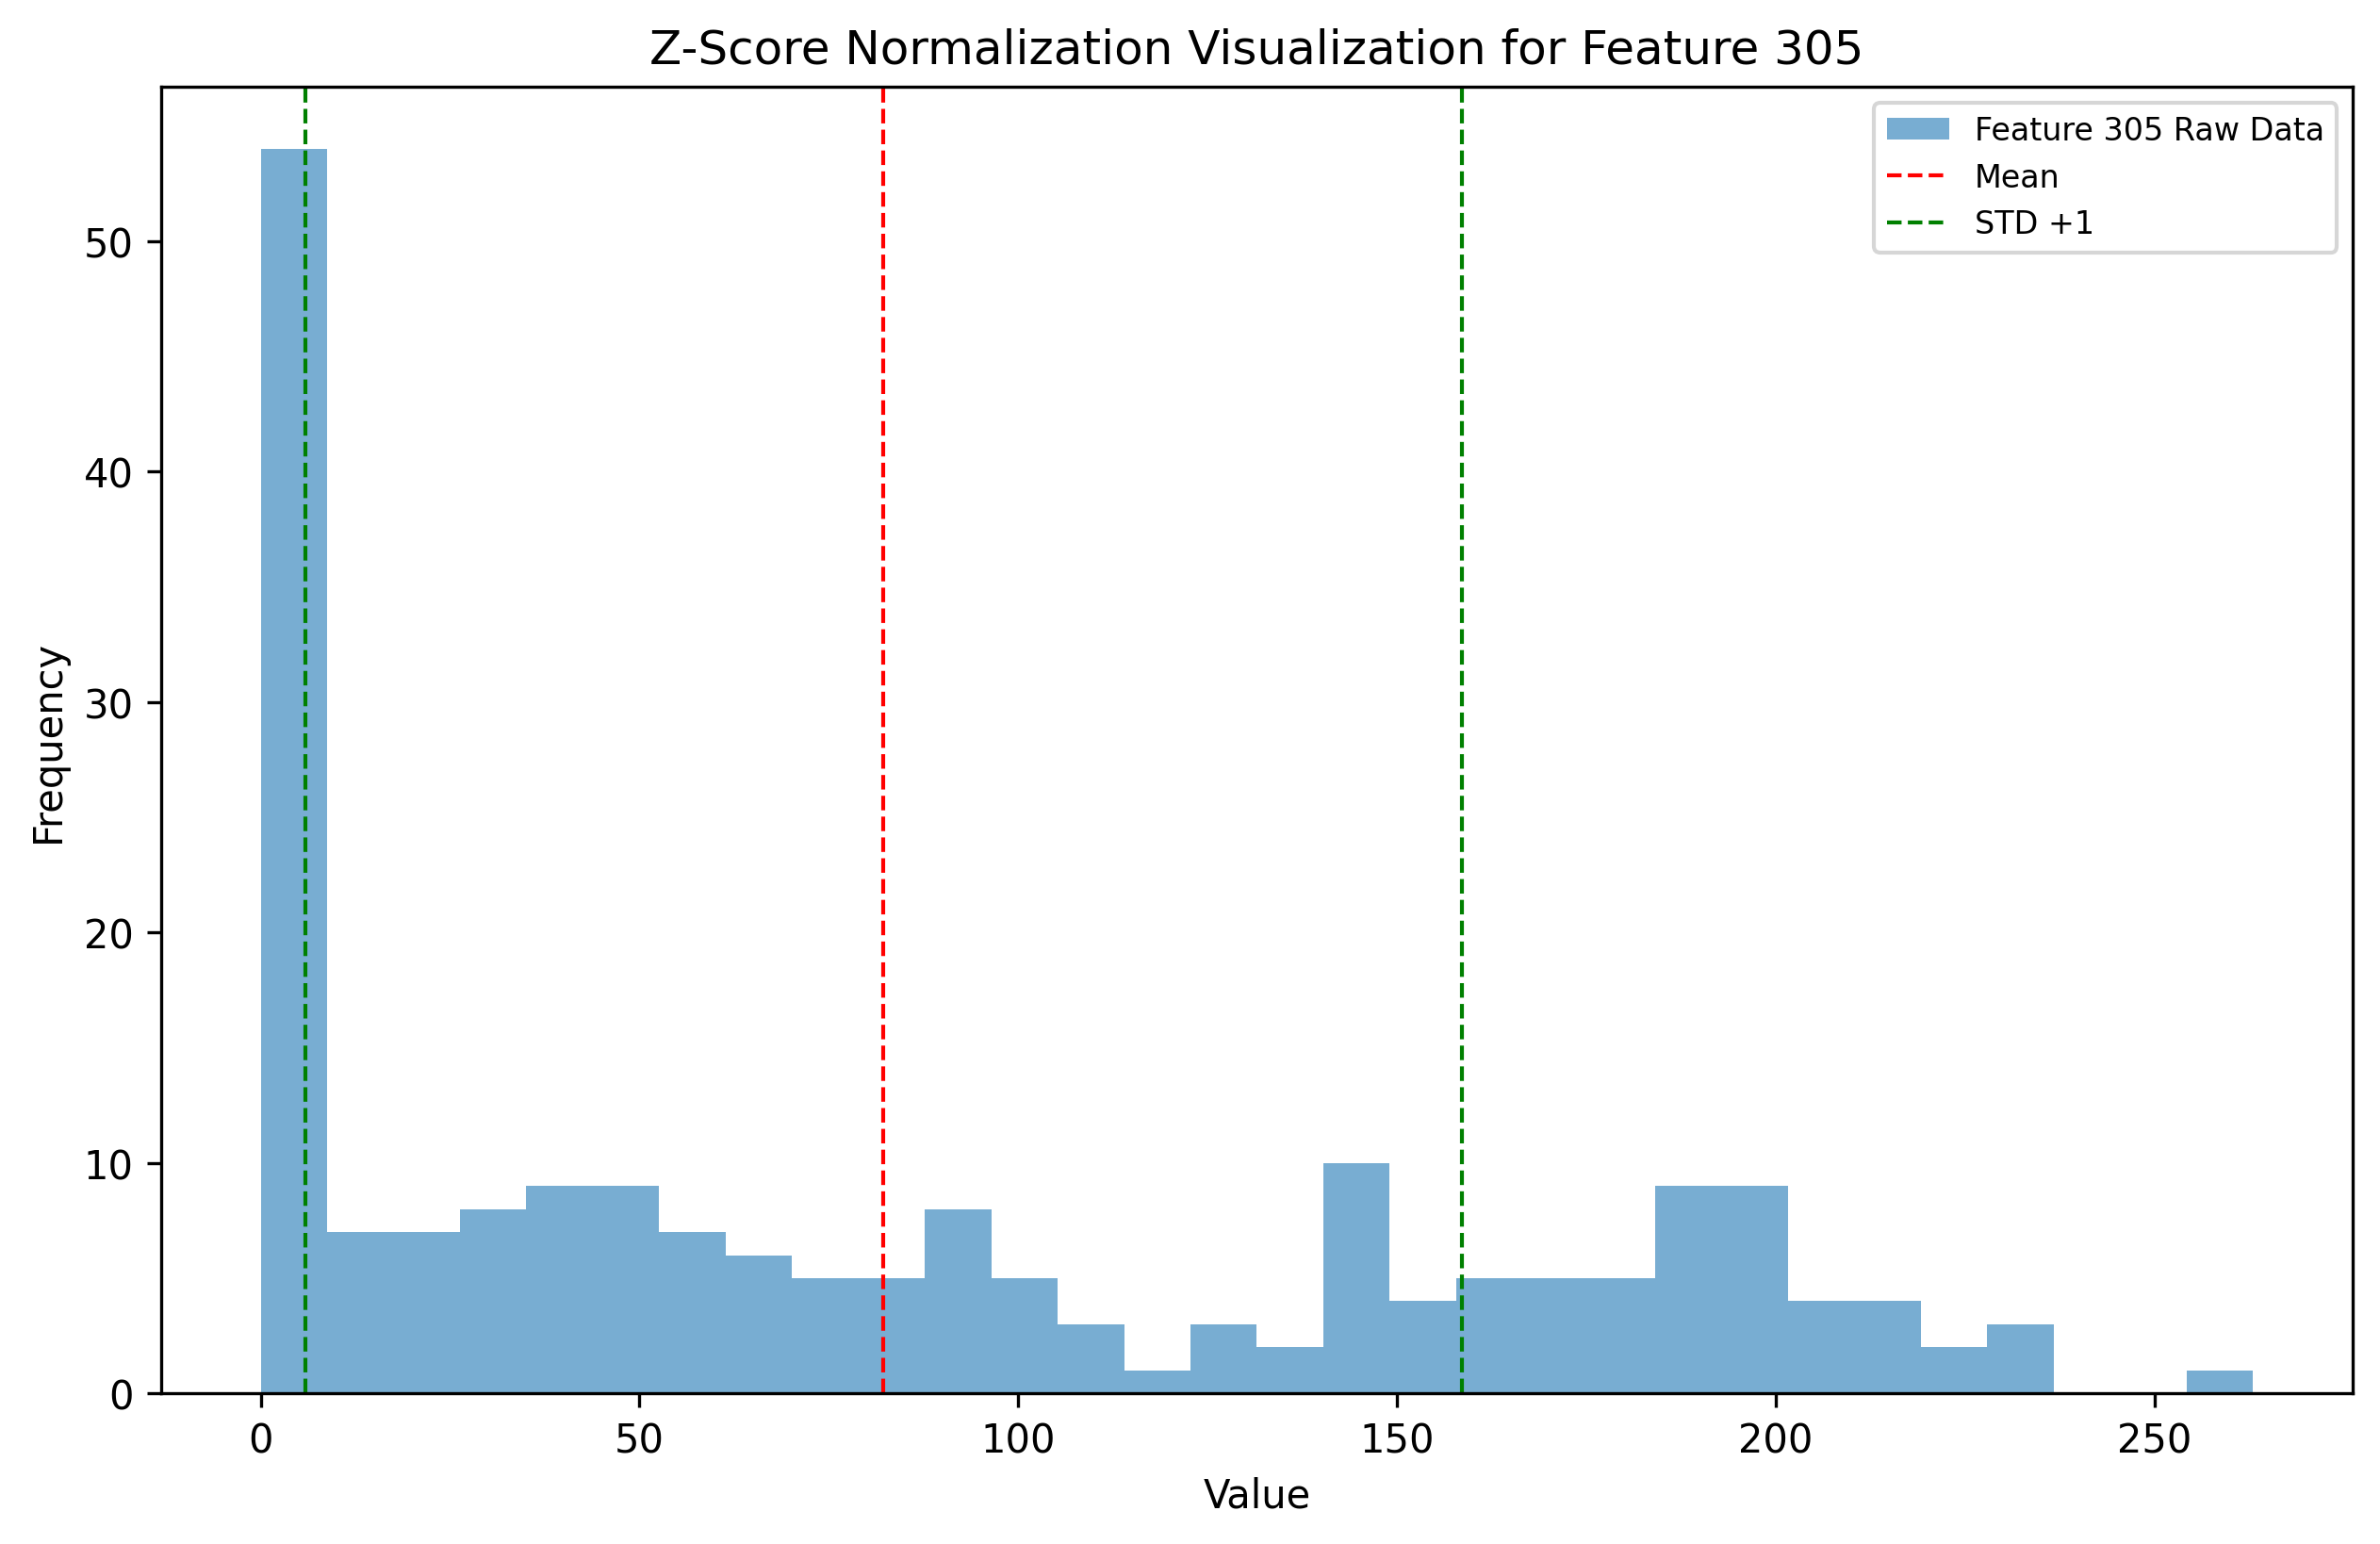 Z-Score Normalization Visualization for Feature 305
Feature 305 Raw Data
Mean
STD +1
50
40
30
20
10
0
Frequency
0 50 100 150 200 250
Value